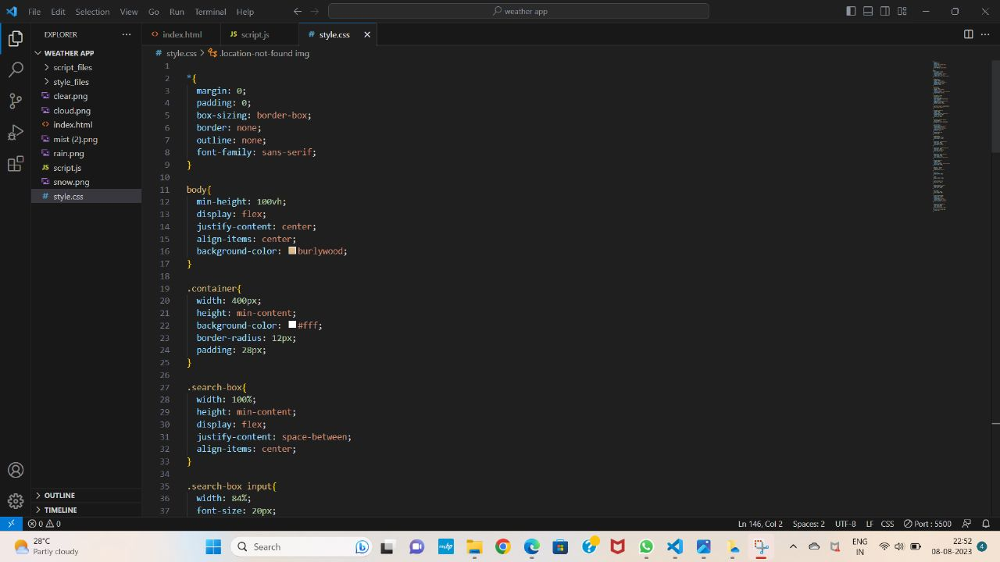 File Edit Selection View Go Run Terminal Help
weather app
EXPLORER
index.html
script.js
style.css
WEATHER APP
style.css > .location-not-found img
script_files
style_files
clear.png
cloud.png
index.html
mist (2).png
rain.png
script.js
snow.png
style.css
1
2 *{
3 margin: 0;
4 padding: 0;
5 box-sizing: border-box;
6 border: none;
7 outline: none;
8 font-family: sans-serif;
9 }
10
11 body{
12 min-height: 100vh;
13 display: flex;
14 justify-content: center;
15 align-items: center;
16 background-color: burlywood;
17 }
18
19 .container{
20 width: 400px;
21 height: min-content;
22 background-color: #fff;
23 border-radius: 12px;
24 padding: 28px;
25 }
26
27 .search-box{
28 width: 100%;
29 height: min-content;
30 display: flex;
31 justify-content: space-between;
32 align-items: center;
33 }
34
35 .search-box input{
36 width: 84%;
37 font-size: 20px;
OUTLINE
TIMELINE
0 0
Ln 146, Col 2 Spaces: 2 UTF-8 LF CSS Port : 5500
28°C
Partly cloudy
Search
ENG
IN
22:12
08-08-2023
4